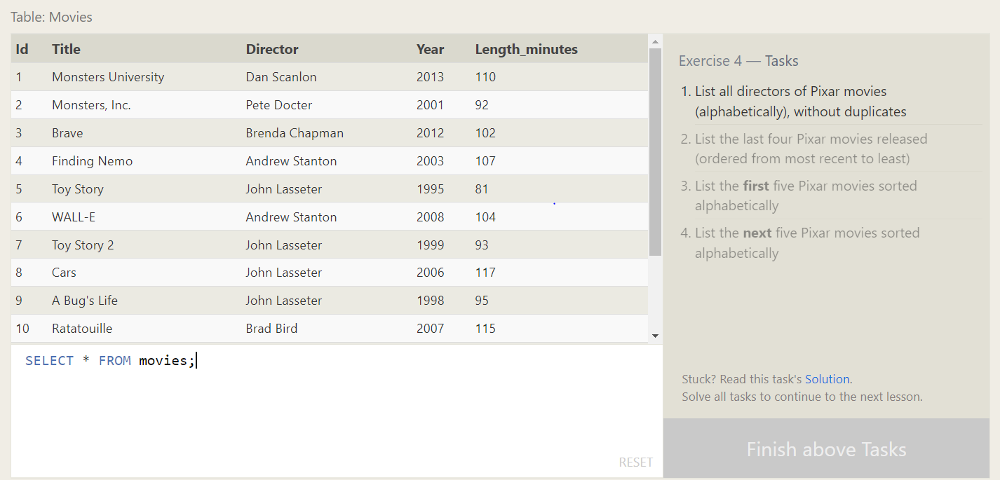 Table: Movies
Id Title Director Year Length_minutes
1 Monsters University Dan Scanlon 2013 110
2 Monsters, Inc. Pete Docter 2001 92
3 Brave Brenda Chapman 2012 102
4 Finding Nemo Andrew Stanton 2003 107
5 Toy Story John Lasseter 1995 81
6 WALL-E Andrew Stanton 2008 104
7 Toy Story 2 John Lasseter 1999 93
8 Cars John Lasseter 2006 117
9 A Bug's Life John Lasseter 1998 95
10 Ratatouille Brad Bird 2007 115
SELECT * FROM movies;
RESET
Exercise 4 — Tasks
1. List all directors of Pixar movies
(alphabetically), without duplicates
2. List the last four Pixar movies released
(ordered from most recent to least)
3. List the first five Pixar movies sorted
alphabetically
4. List the next five Pixar movies sorted
alphabetically
Stuck? Read this task's Solution.
Solve all tasks to continue to the next lesson.
Finish above Tasks